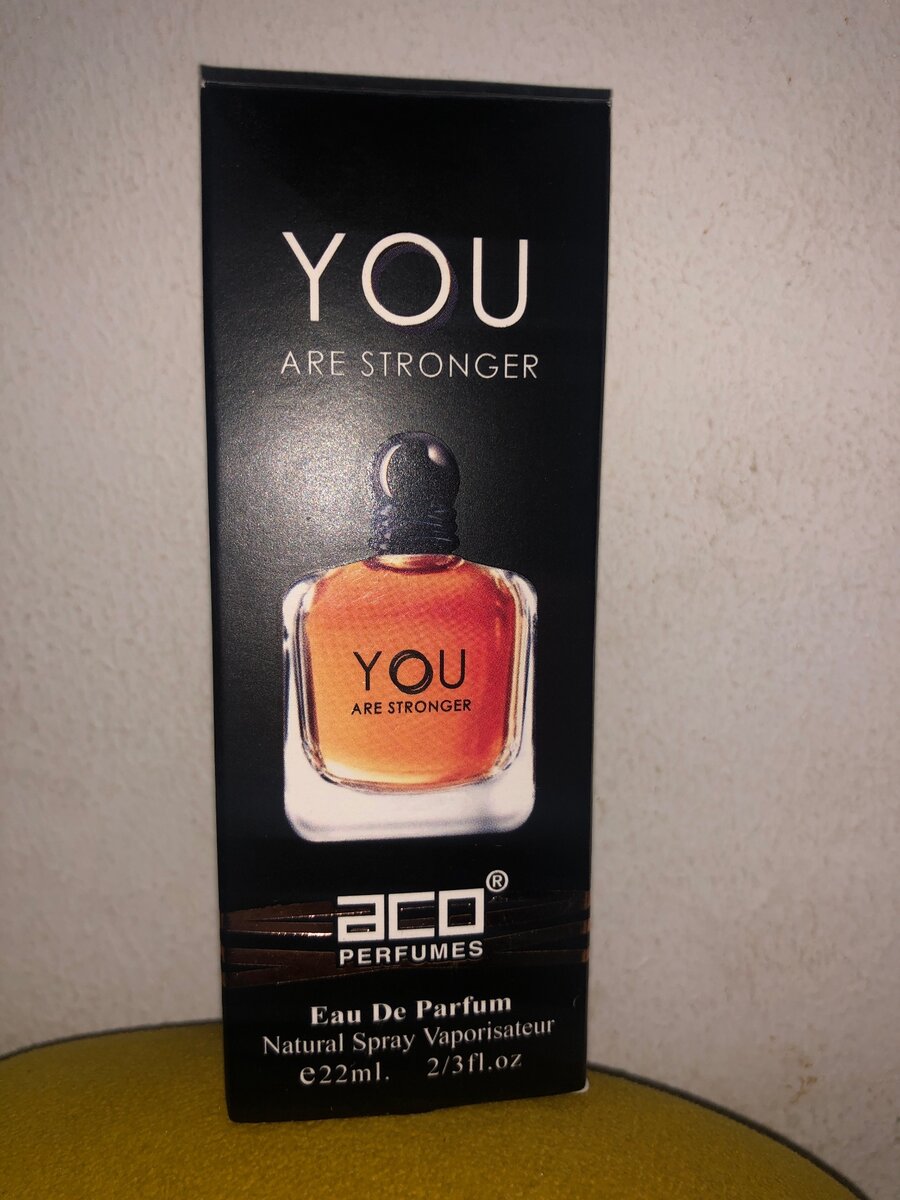 YOU
ARE STRONGER
YOU
ARE STRONGER
aco®
PERFUMES
Eau De Parfum
Natural Spray Vaporisateur
e22ml. 2/3fl.oz